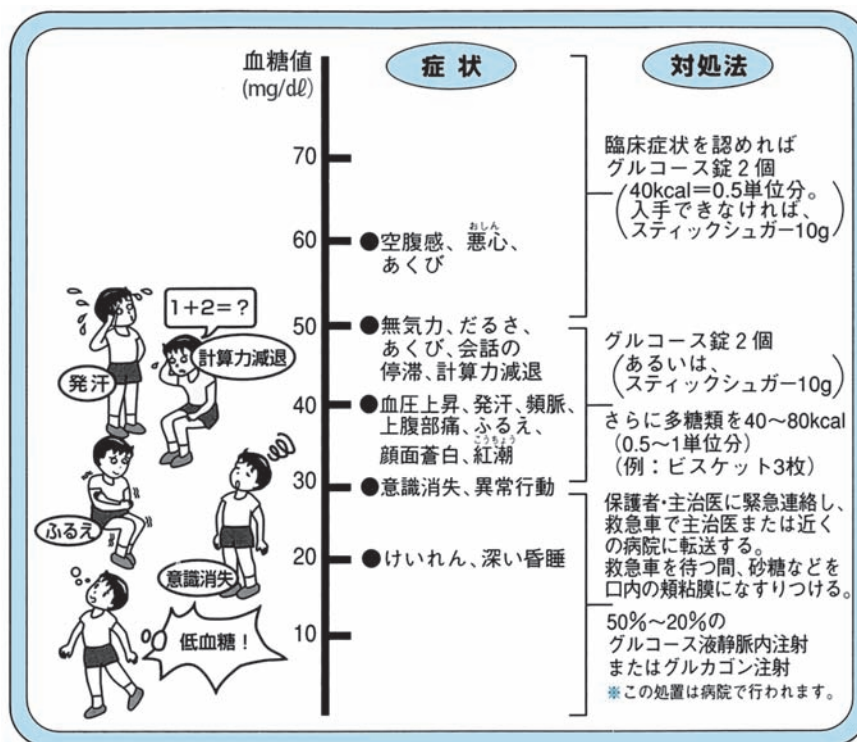 血糖値
(mg/dℓ)
症状
対処法
70
60
50
40
30
20
10
●空腹感、悪心、
おしん
あくび
●無気力、だるさ、
あくび、会話の
停滞、計算力減退
●血圧上昇、発汗、頻脈、
上腹部痛、ふるえ、
顔面蒼白、紅潮
こうちょう
●意識消失、異常行動
●けいれん、深い昏睡
臨床症状を認めれば
グルコース錠2個
(40kcal=0.5単位分。
入手できなければ、
スティックシュガー10g)
グルコース錠2個
(あるいは、
スティックシュガー10g)
さらに多糖類を40〜80kcal
(0.5〜1単位分)
(例：ビスケット3枚)
保護者・主治医に緊急連絡し、
救急車で主治医または近く
の病院に転送する。
救急車を待つ間、砂糖などを
口内の頬粘膜になすりつける。
50%〜20%の
グルコース液静脈内注射
またはグルカゴン注射
※この処置は病院で行われます。
1+2=？
発汗
計算力減退
ふるえ
意識消失
低血糖！